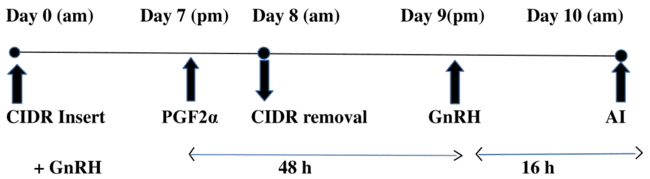 Day 0 (am) Day 7 (pm) Day 8 (am) Day 9(pm) Day 10 (am)
CIDR Insert PGF2α CIDR removal GnRH AI
+ GnRH 48 h 16 h